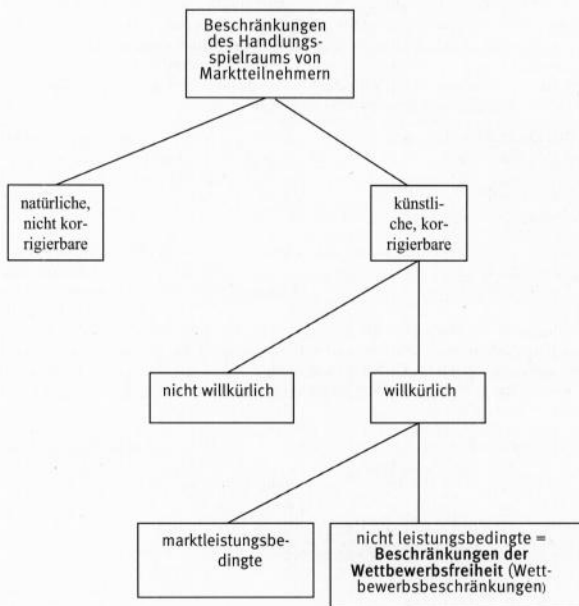 Beschränkungen
des Handlungs-
spielraums von
Marktteilnehmern
natürliche,
nicht kor-
rigierbare
künstli-
che, kor-
rigierbare
nicht willkürlich
willkürlich
marktleistungsbe-
dingte
nicht leistungsbedingte =
Beschränkungen der
Wettbewerbsfreiheit (Wett-
bewerbsbeschränkungen)